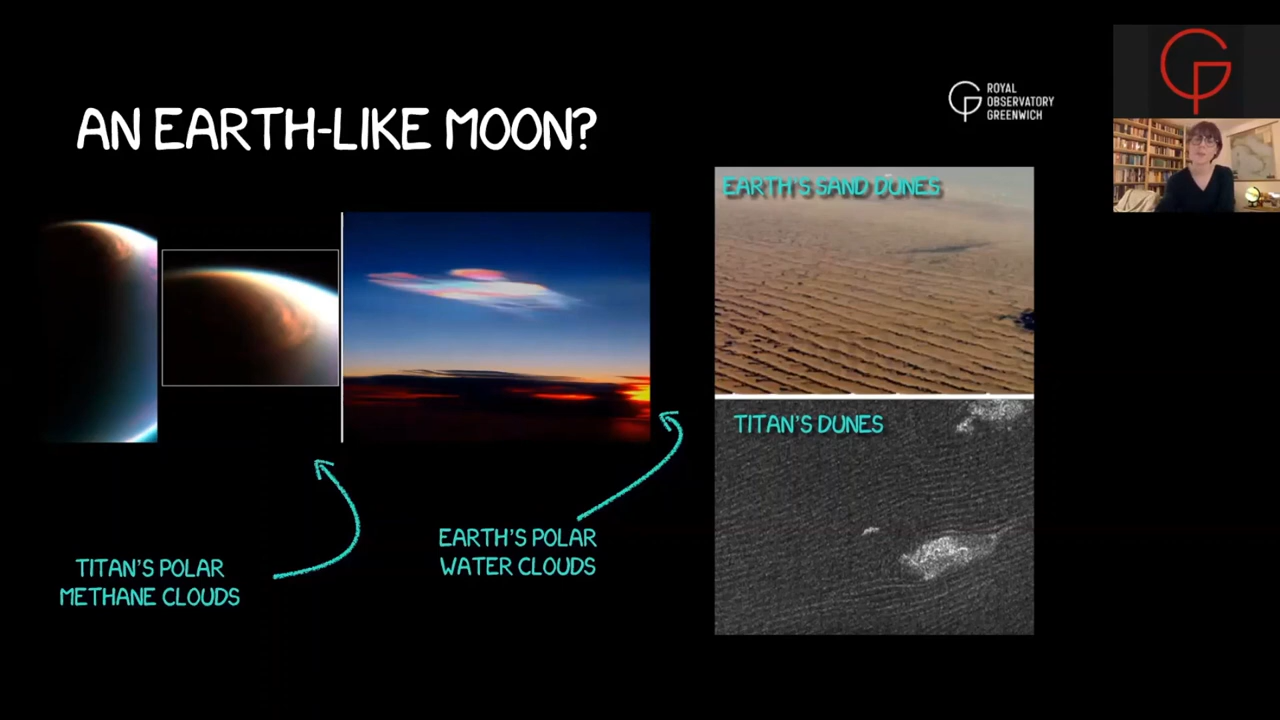 AN EARTH-LIKE MOON?
ROYAL
OBSERVATORY
GREENWICH
EARTH'S SAND DUNES
TITAN'S DUNES
EARTH'S POLAR
WATER CLOUDS
TITAN'S POLAR
METHANE CLOUDS